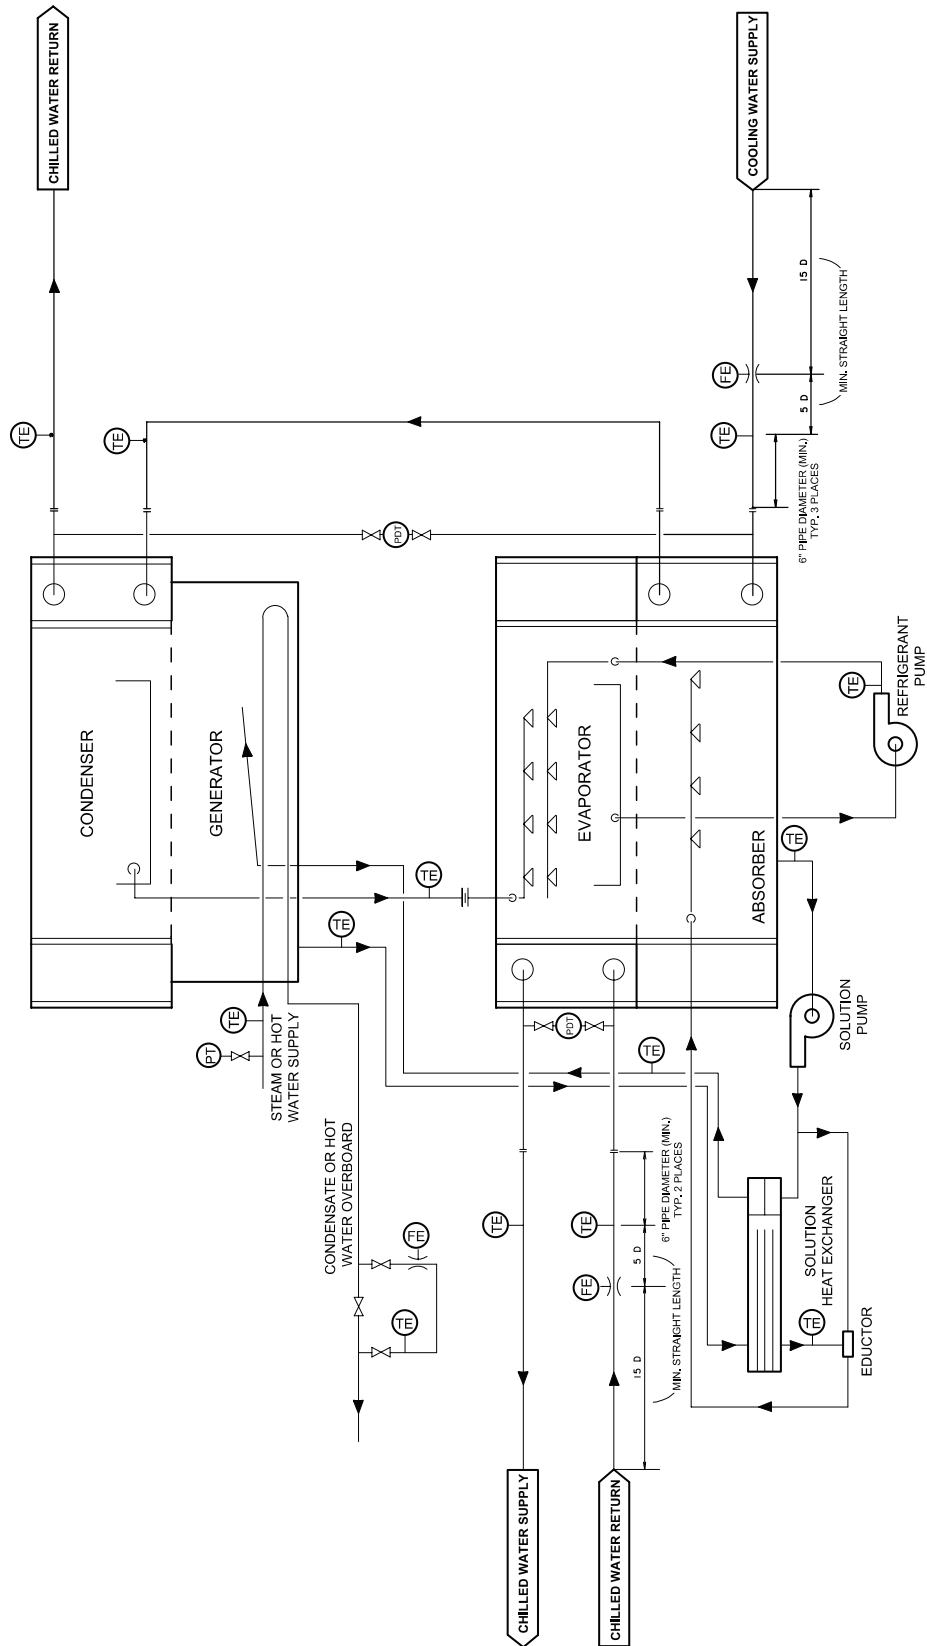 CHILLED WATER RETURN
COOLING WATER SUPPLY
15 D
MIN. STRAIGHT LENGTH
FE
5 D
TE
TE
TE
6" PIPE DIAMETER (MIN.)
TYP. 3 PLACES
PDT
CONDENSER
GENERATOR
EVAPORATOR
ABSORBER
TE
REFRIGERANT
PUMP
TE
TE
TE
TE
PT
STEAM OR HOT
WATER SUPPLY
PDT
TE
SOLUTION
PUMP
CONDENSATE OR HOT
WATER OVERBOARD
FE
TE
TE
TE
6" PIPE DIAMETER (MIN.)
TYP. 2 PLACES
5 D
FE
MIN. STRAIGHT LENGTH
15 D
SOLUTION
HEAT EXCHANGER
TE
EDUCTOR
CHILLED WATER SUPPLY
CHILLED WATER RETURN